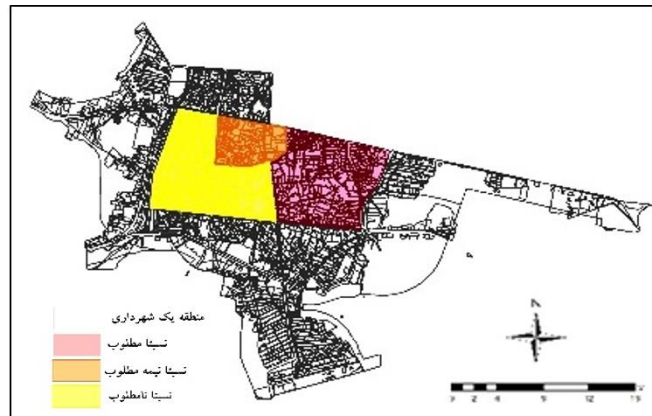 منطقه یک شهرداری
نسبتا مطلوب
نسبتا نیمه مطلوب
نسبتا نامطلوب
N